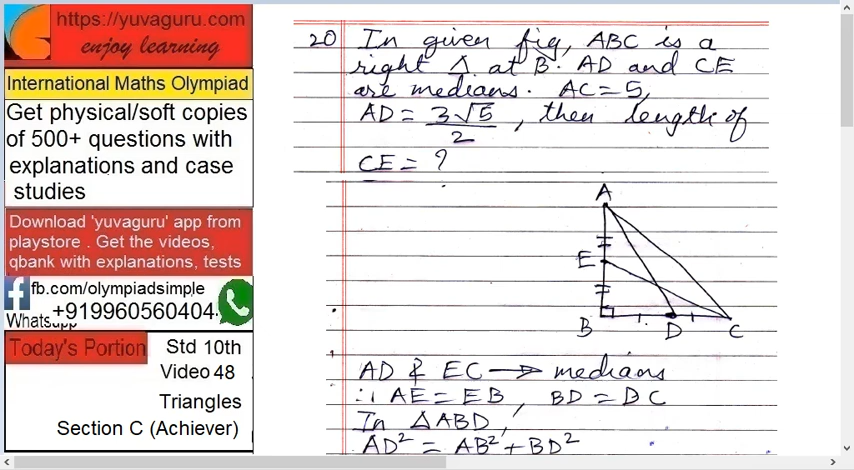 https://yuvaguru.com
enjoy learning
International Maths Olympiad
Get physical/soft copies
of 500+ questions with
explanations and case
studies
Download 'yuvaguru' app from
playstore . Get the videos,
qbank with explanations, tests
fb.com/olympiadsimple
+919960560404
Whatsupp
Today's Portion
Std 10th
Video 48
Triangles
Section C (Achiever)
20 In given fig, ABC is a
right △ at B. AD and CE
are medians. AC = 5,
AD = 3√5/2, then length of
CE = ?
A
E
B D C
AD & EC → medians
∴ AE = EB, BD = DC
In △ABD,
AD² = AB² + BD²